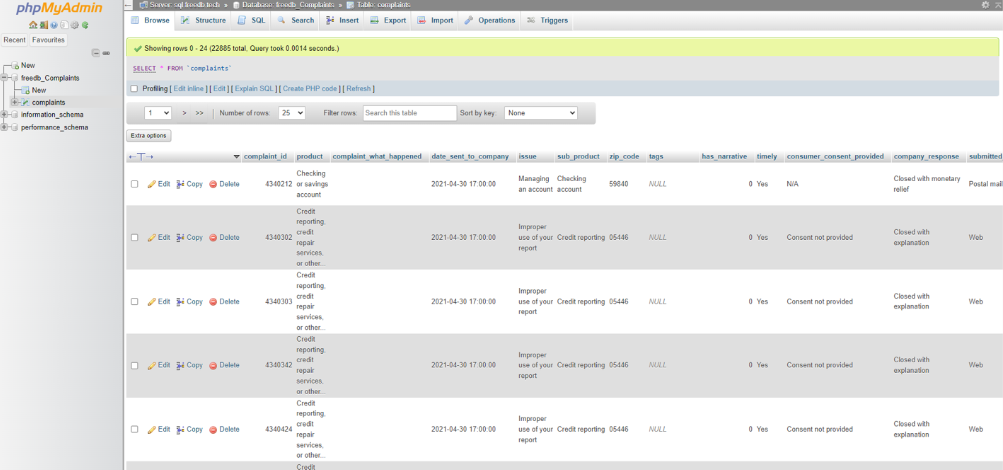 phpMyAdmin
Recent Favourites
New
freedb_Complaints
New
complaints
information_schema
performance_schema
Server: sql.freedb.tech » Database: freedb_Complaints » Table: complaints
Browse Structure SQL Search Insert Export Import Operations Triggers
Showing rows 0 - 24 (22885 total, Query took 0.0014 seconds.)
SELECT * FROM `complaints`
Profiling [ Edit inline ] [ Edit ] [ Explain SQL ] [ Create PHP code ] [ Refresh ]
1 > >> Number of rows: 25 Filter rows: Search this table Sort by key: None
Extra options
complaint_id product complaint_what_happened date_sent_to_company issue sub_product zip_code tags has_narrative timely consumer_consent_provided company_response submitted
Checking
or savings
account
Edit Copy Delete 4340212 2021-04-30 17:00:00 Managing
an account Checking
account 59840 NULL 0 Yes N/A Closed with monetary
relief Postal mail
Credit
reporting,
credit
repair
services,
or other...
Edit Copy Delete 4340302 2021-04-30 17:00:00 Improper
use of your
report Credit reporting 05446 NULL 0 Yes Consent not provided Closed with
explanation Web
Credit
reporting,
credit
repair
services,
or other...
Edit Copy Delete 4340303 2021-04-30 17:00:00 Improper
use of your
report Credit reporting 05446 NULL 0 Yes Consent not provided Closed with
explanation Web
Credit
reporting,
credit
repair
services,
or other...
Edit Copy Delete 4340342 2021-04-30 17:00:00 Improper
use of your
report Credit reporting 05446 NULL 0 Yes Consent not provided Closed with
explanation Web
Credit
reporting,
credit
repair
services,
or other...
Edit Copy Delete 4340424 2021-04-30 17:00:00 Improper
use of your
report Credit reporting 05446 NULL 0 Yes Consent not provided Closed with
explanation Web
Credit